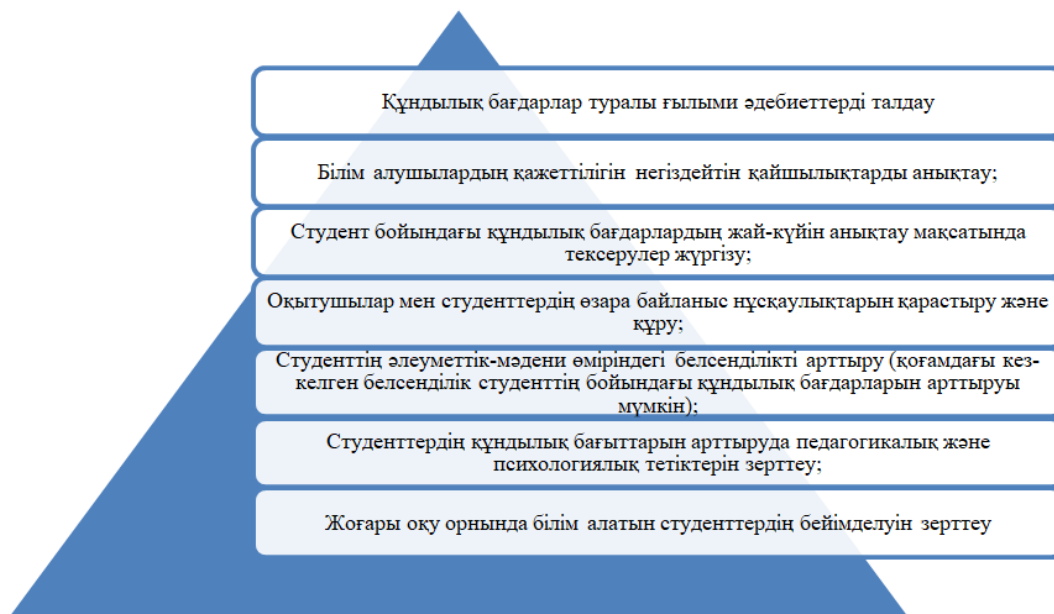 Құндылық бағдарлар туралы ғылыми әдебиеттерді талдау
Білім алушылардың қажеттілігін негіздейтін қайшылықтарды анықтау;
Студент бойындағы құндылық бағдарлардың жай-күйін анықтау мақсатында
тексерулер жүргізу;
Оқытушылар мен студенттердің өзара байланыс нұсқаулықтарын қарастыру және
құру;
Студенттің әлеуметтік-мәдени өміріндегі белсенділікті арттыру (қоғамдағы кез-
келген белсенділік студенттің бойындағы құндылық бағдарларын арттыруы
мүмкін);
Студенттердің құндылық бағыттарын арттыруда педагогикалық және
психологиялық тетіктерін зерттеу;
Жоғары оқу орнында білім алатын студенттердің бейімделуін зерттеу